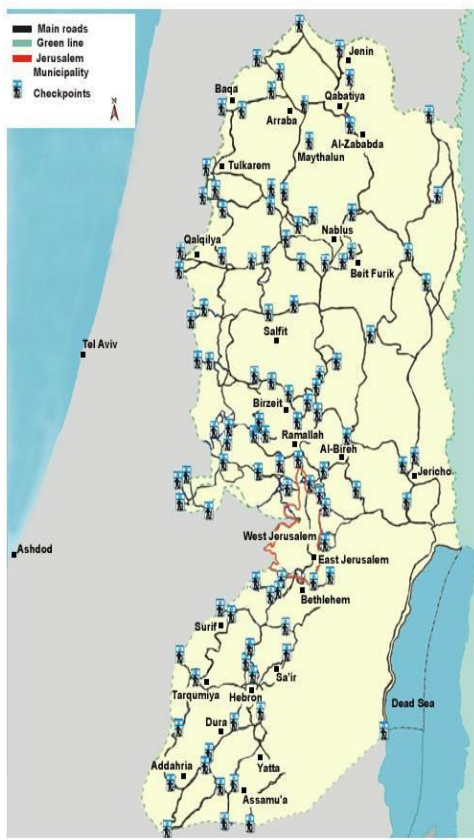 Main roads
Green line
Jerusalem
Municipality
Checkpoints
N
Jenin
Baqa
Qabatiya
Arraba
Al-Zababda
Maythalun
Tulkarem
Nablus
Qalqilya
Beit Furik
Salfit
Tel Aviv
Birzeit
Ramallah
Al-Bireh
Jericho
West Jerusalem
Ashdod
East Jerusalem
Bethlehem
Surif
Sa'ir
Tarqumiya
Hebron
Dead Sea
Dura
Addahria
Yatta
Assamu'a